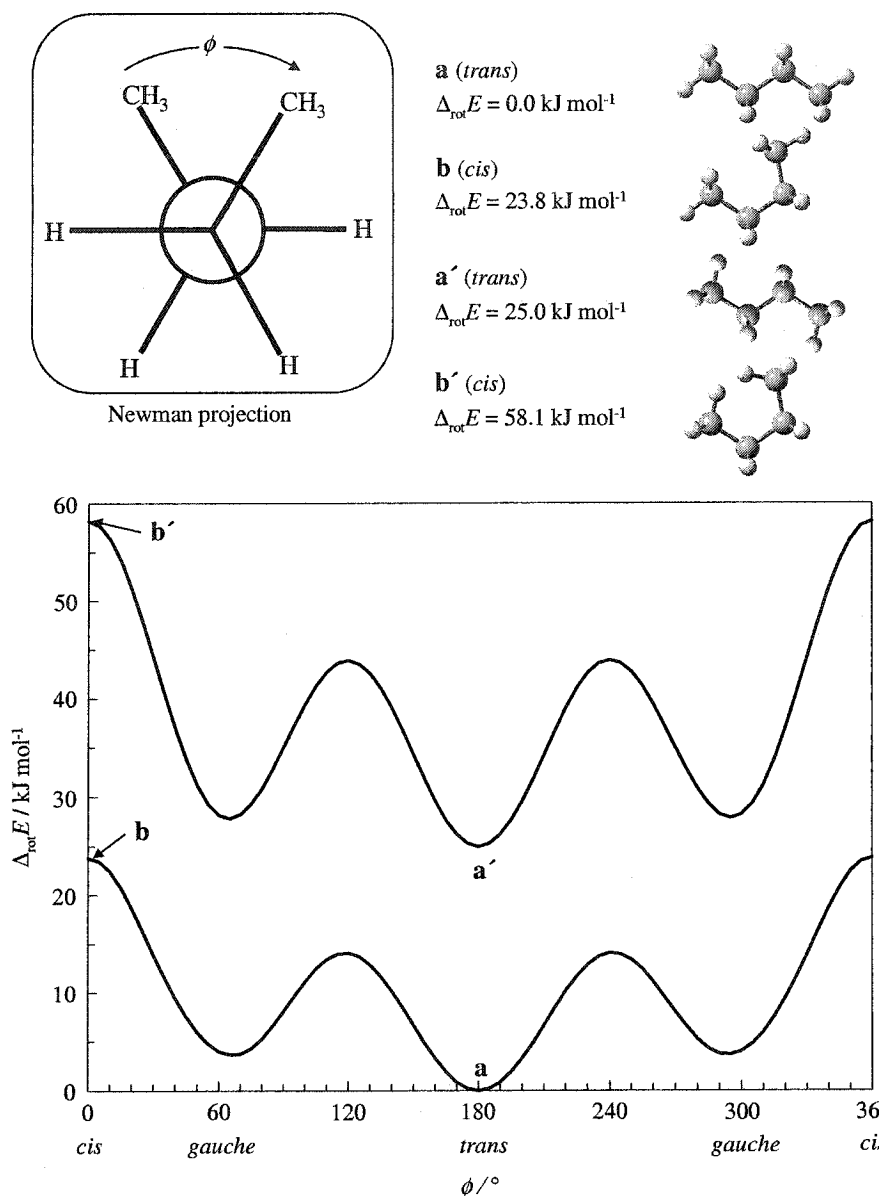 ϕ
CH₃
CH₃
H
H
H
H
Newman projection
a (trans)
ΔrotE = 0.0 kJ mol⁻¹
b (cis)
ΔrotE = 23.8 kJ mol⁻¹
a′ (trans)
ΔrotE = 25.0 kJ mol⁻¹
b′ (cis)
ΔrotE = 58.1 kJ mol⁻¹
60
b′
50
40
30
b
20
a′
10
a
0
ΔrotE / kJ mol⁻¹
0 60 120 180 240 300 36
cis gauche trans gauche ci
ϕ/°